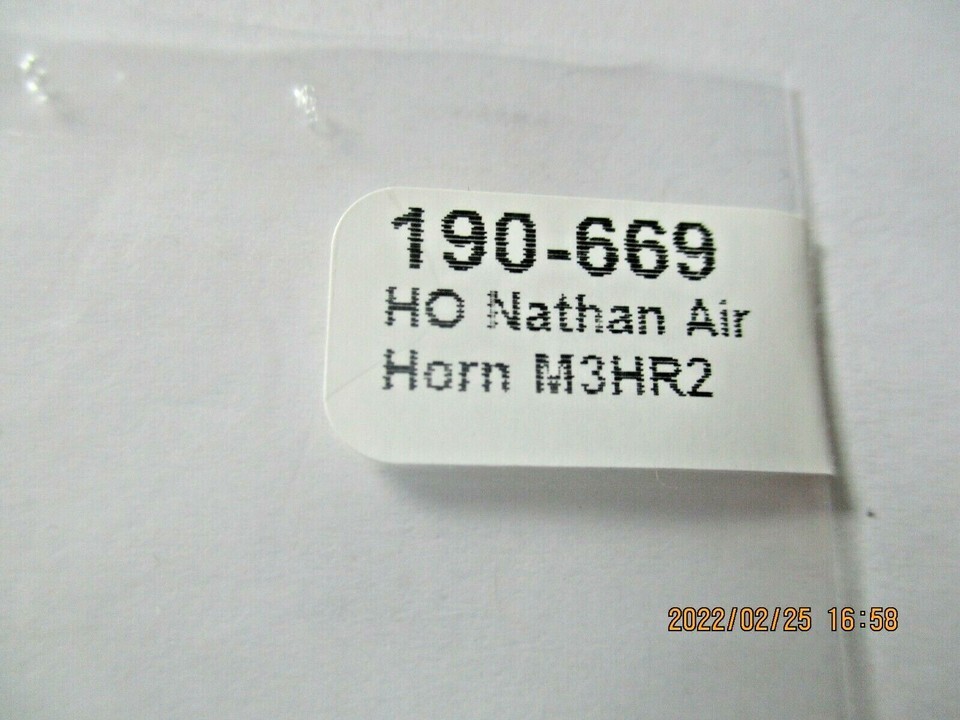 190-669
HO Nathan Air
Horn M3HR2
2022/02/25 16:58